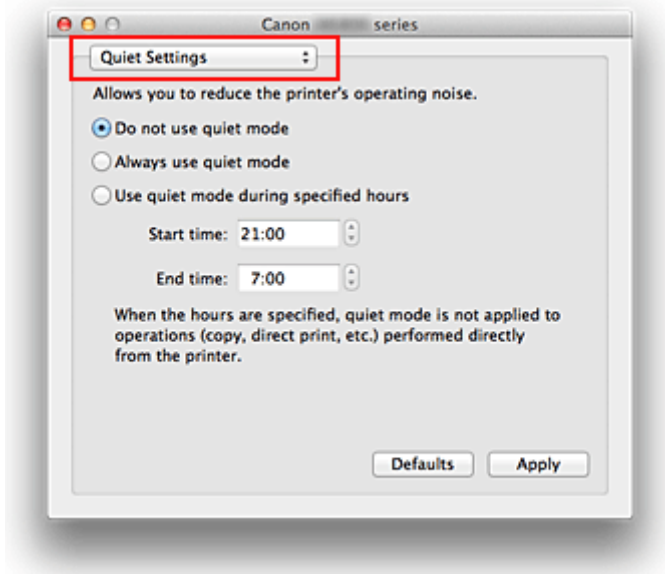 Canon series
Quiet Settings
Allows you to reduce the printer's operating noise.
Do not use quiet mode
Always use quiet mode
Use quiet mode during specified hours
Start time: 21:00
End time: 7:00
When the hours are specified, quiet mode is not applied to
operations (copy, direct print, etc.) performed directly
from the printer.
Defaults Apply